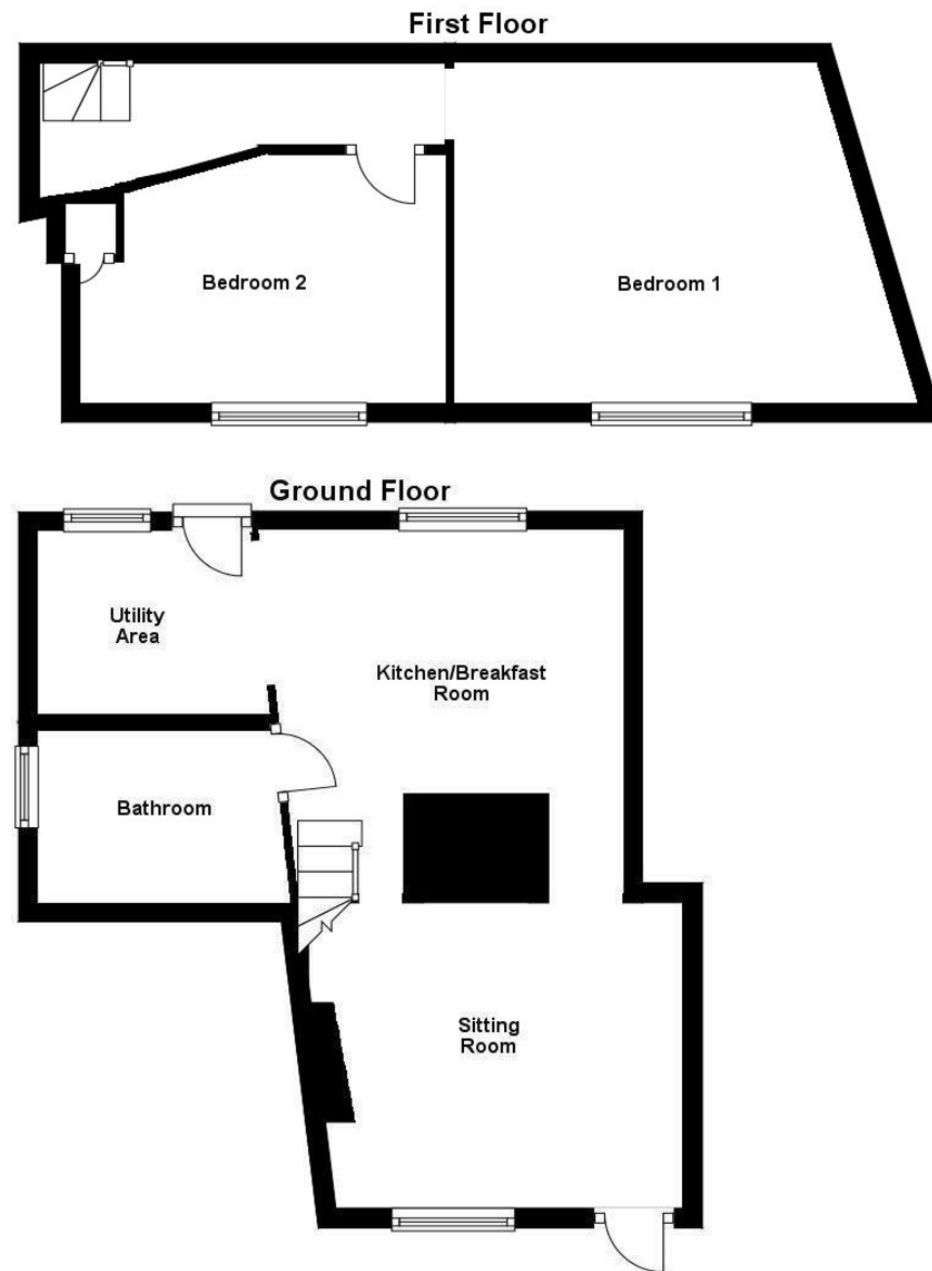 First Floor
Bedroom 2
Bedroom 1
Ground Floor
Utility
Area
Kitchen/Breakfast
Room
Bathroom
Sitting
Room